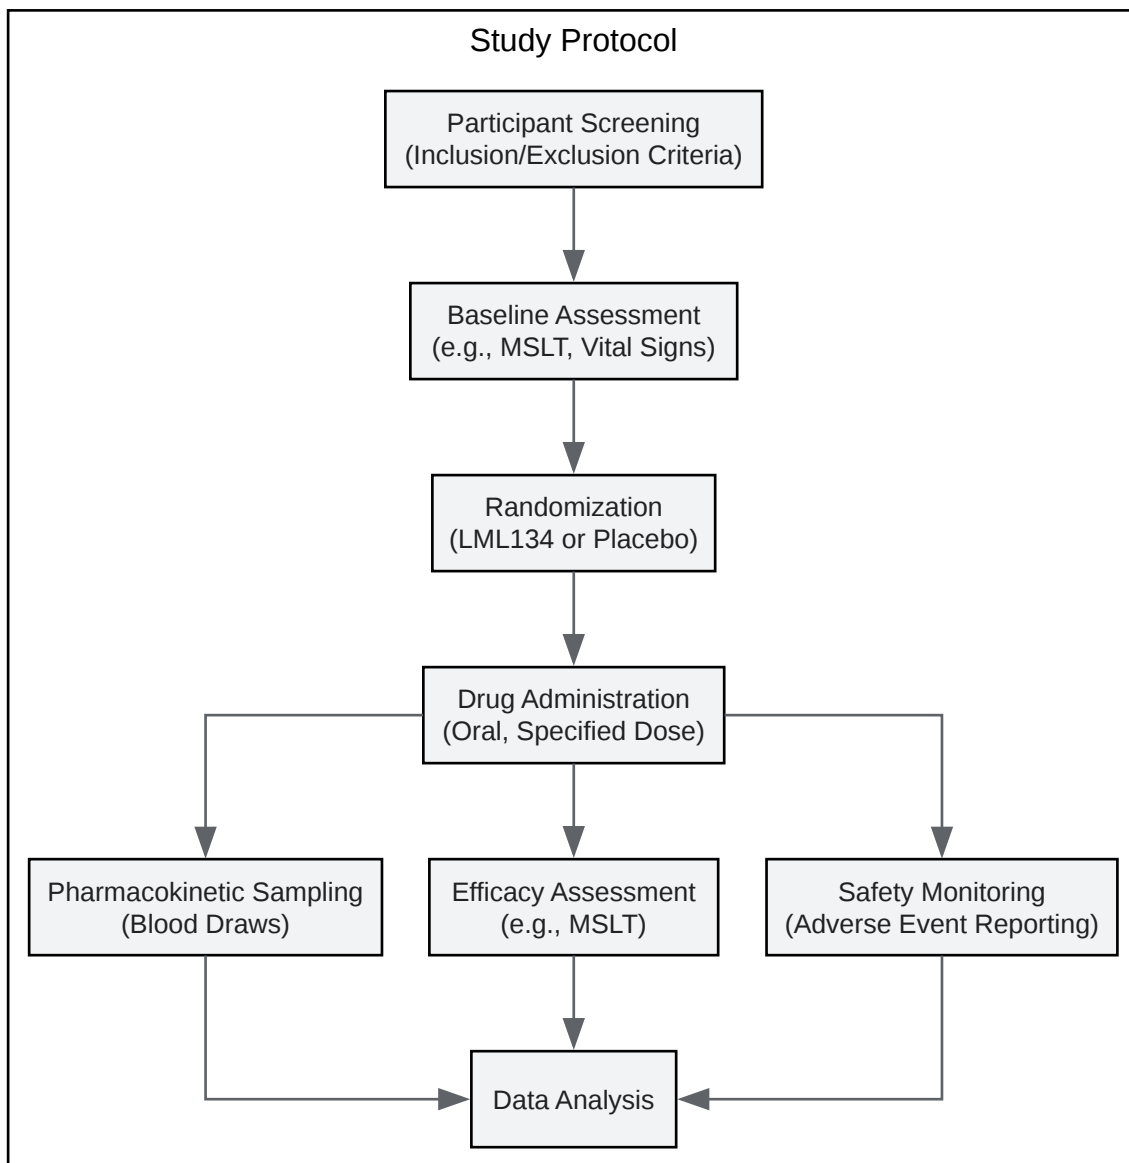 Study Protocol
Participant Screening
(Inclusion/Exclusion Criteria)
Baseline Assessment
(e.g., MSLT, Vital Signs)
Randomization
(LML134 or Placebo)
Drug Administration
(Oral, Specified Dose)
Pharmacokinetic Sampling
(Blood Draws)
Efficacy Assessment
(e.g., MSLT)
Safety Monitoring
(Adverse Event Reporting)
Data Analysis